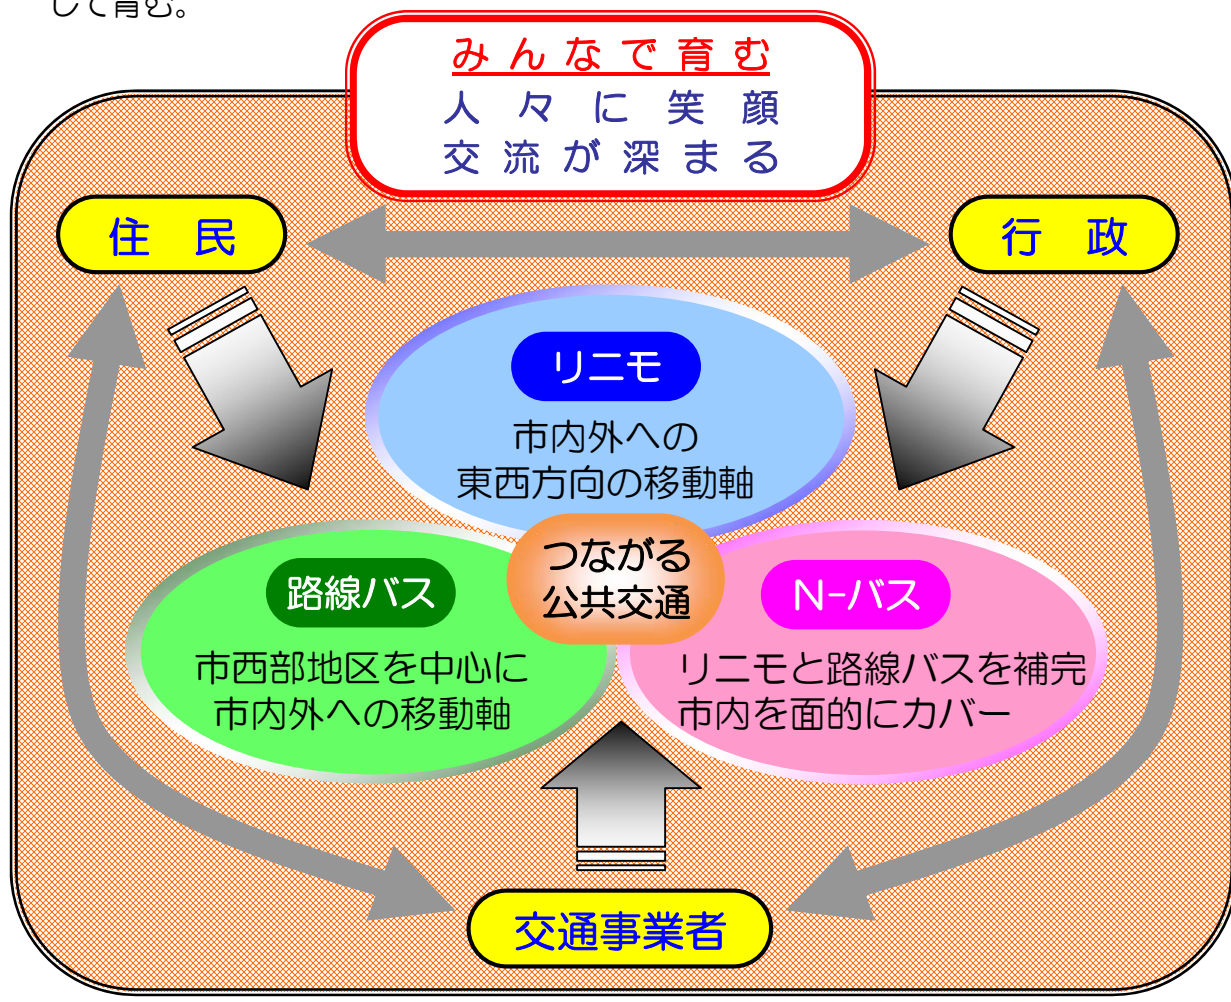 して育む。
みんなで育む
人々に笑顔
交流が深まる
住 民
行 政
リニモ
市内外への
東西方向の移動軸
つながる
公共交通
路線バス
市西部地区を中心に
市内外への移動軸
N-バス
リニモと路線バスを補完
市内を面的にカバー
交通事業者